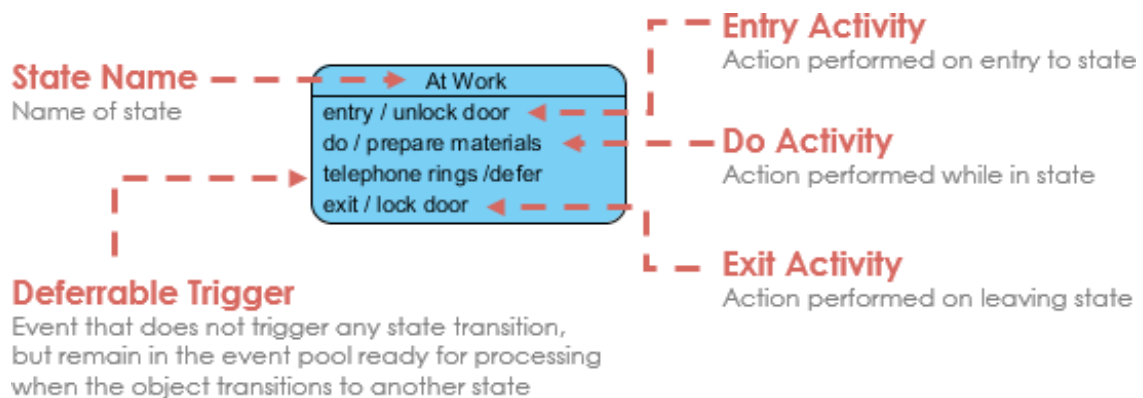 State Name
Name of state
At Work
entry / unlock door
do / prepare materials
telephone rings /defer
exit / lock door
Entry Activity
Action performed on entry to state
Do Activity
Action performed while in state
Exit Activity
Action performed on leaving state
Deferrable Trigger
Event that does not trigger any state transition,
but remain in the event pool ready for processing
when the object transitions to another state